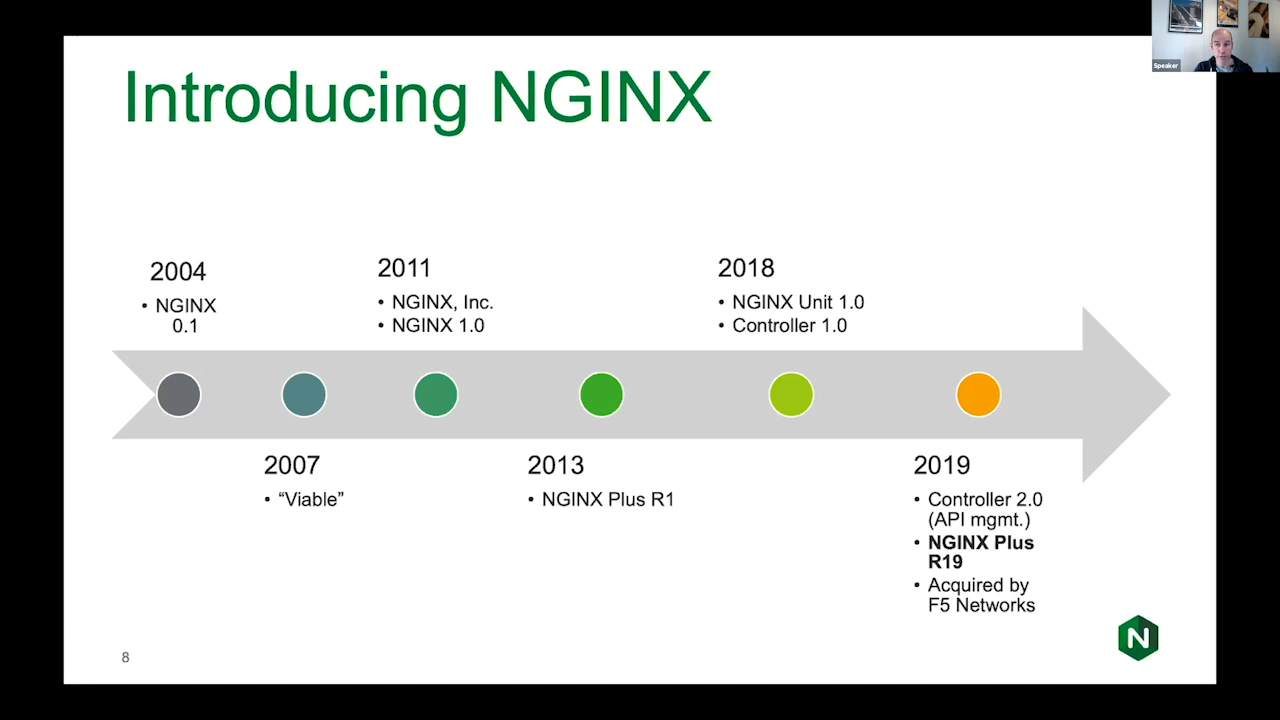 Introducing NGINX
Speaker
2004
• NGINX
0.1
2011
• NGINX, Inc.
• NGINX 1.0
2018
• NGINX Unit 1.0
• Controller 1.0
2007
• “Viable”
2013
• NGINX Plus R1
2019
• Controller 2.0
(API mgmt.)
• NGINX Plus
R19
• Acquired by
F5 Networks
8
N